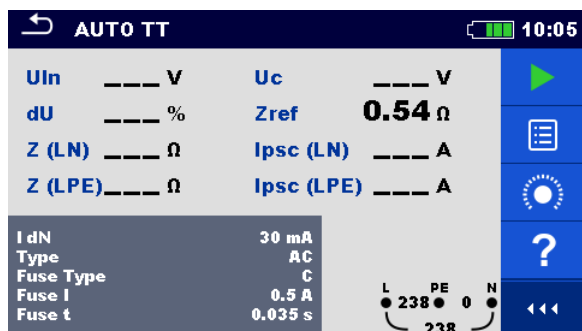 AUTO TT 10:05
Uln ___ V Uc ___ V
dU ___ % Zref 0.54 Ω
Z (LN) ___ Ω Ipsc (LN) ___ A
Z (LPE)___ Ω Ipsc (LPE) ___ A
I dN 30 mA
Type AC
Fuse Type C
Fuse I 0.5 A
Fuse t 0.035 s
?
L PE N
238 0
238